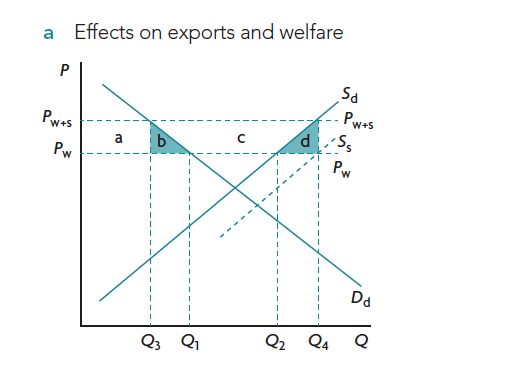 a Effects on exports and welfare
P
Sd
Pw+s
Pw+s
a b c d Ss
Pw
Pw
Dd
Q3 Q1 Q2 Q4 Q